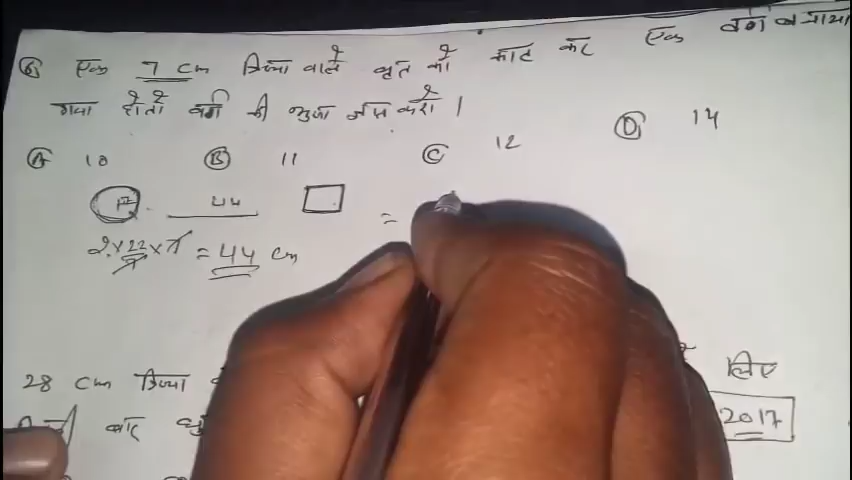 ⑥ एक 7 cm त्रिज्या वाले वृत को काट कर एक वर्ग बनाया
गया हो तो वर्ग की भुजा ज्ञात करो।
Ⓐ 10 Ⓑ 11 Ⓒ 12 Ⓓ 14
44 =
2×22×7 = 44 cm
7
28 cm त्रिज्या लिए
बार 2017